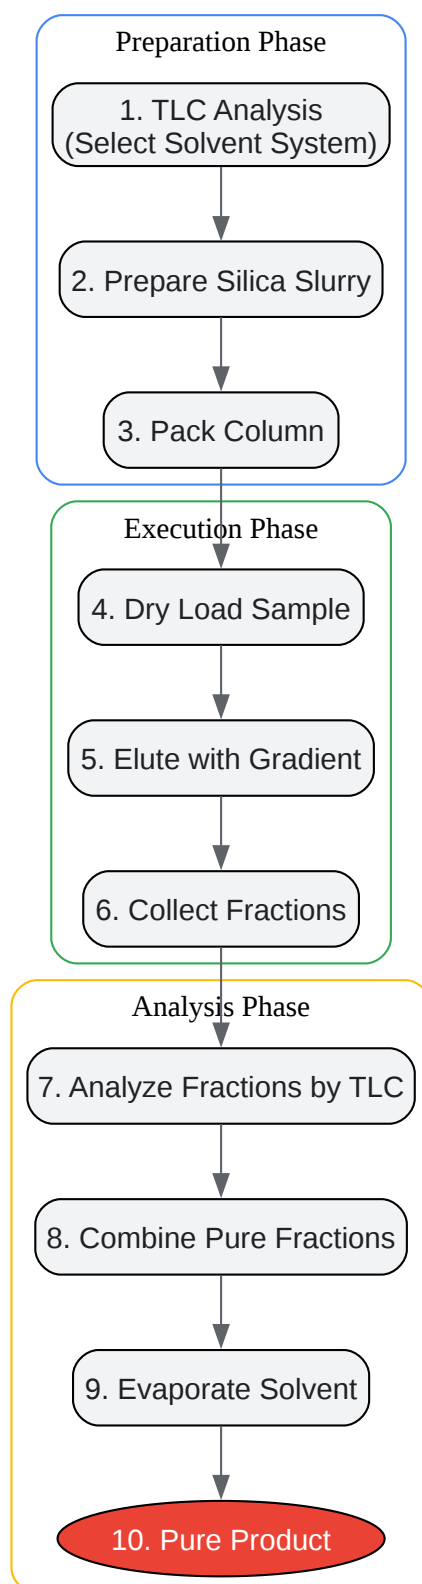 Preparation Phase
1. TLC Analysis
(Select Solvent System)
2. Prepare Silica Slurry
3. Pack Column
Execution Phase
4. Dry Load Sample
5. Elute with Gradient
6. Collect Fractions
Analysis Phase
7. Analyze Fractions by TLC
8. Combine Pure Fractions
9. Evaporate Solvent
10. Pure Product